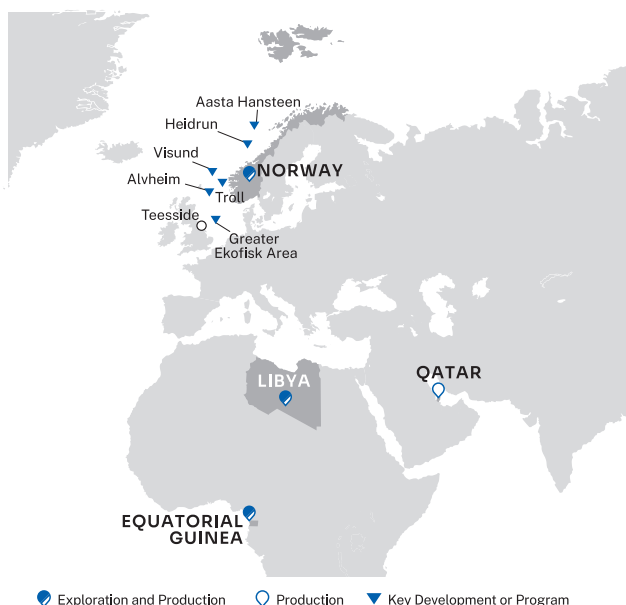 Aasta Hansteen
Heidrun
Visund
NORWAY
Alvheim
Troll
Teesside
Greater
Ekofisk Area
LIBYA
QATAR
EQUATORIAL
GUINEA
Exploration and Production
Production
Key Development or Program